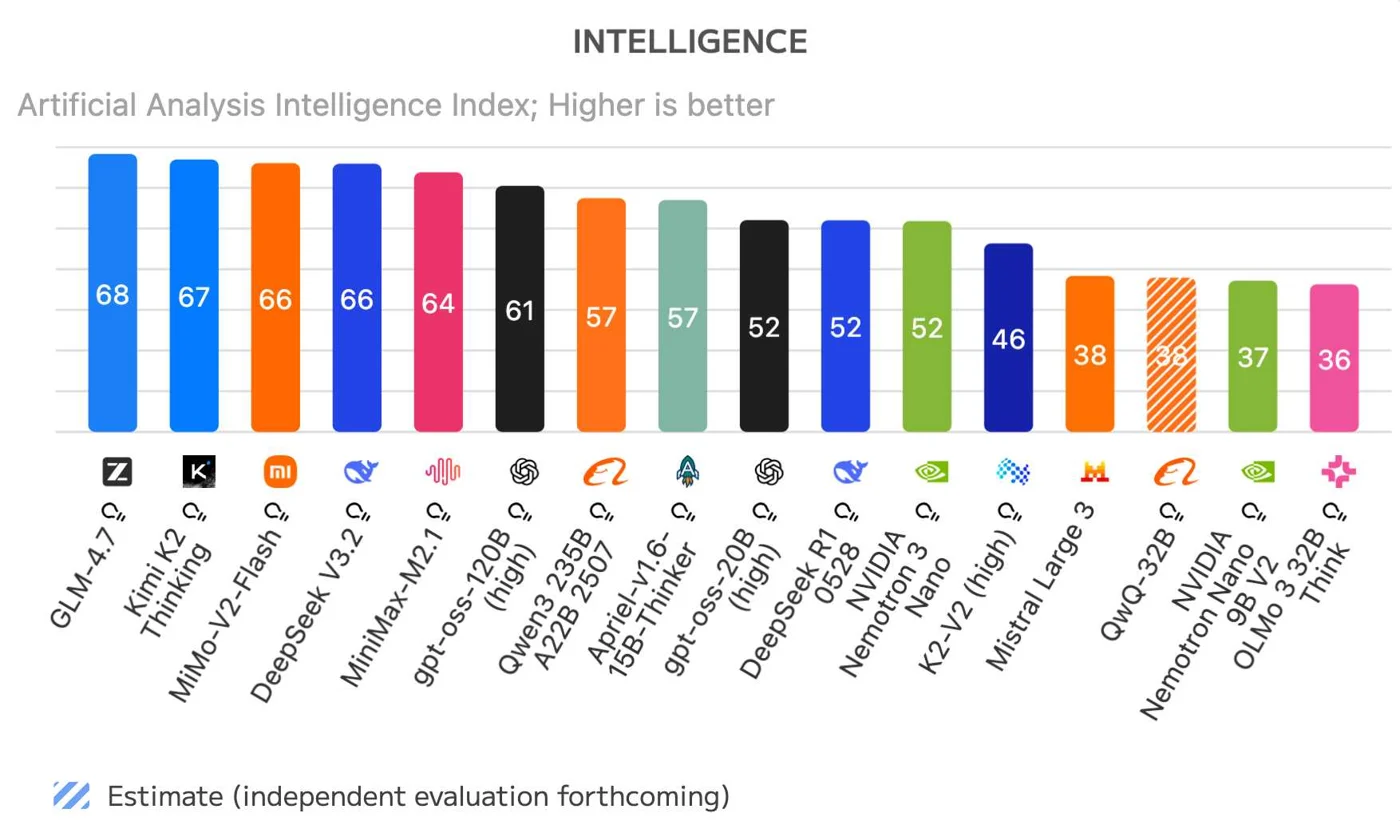 INTELLIGENCE
Artificial Analysis Intelligence Index; Higher is better
68
67
66
66
64
61
57
57
52
52
52
46
38
38
37
36
Z
K
MI
A
GLM-4.7
Kimi K2
Thinking
MiMo-V2-Flash
DeepSeek V3.2
MiniMax-M2.1
gpt-oss-120B
(high)
Qwen3 235B
A22B 2507
Apriel-v1.6-
15B-Thinker
gpt-oss-20B
(high)
DeepSeek R1
0528
NVIDIA
Nemotron 3
Nano
K2-V2 (high)
Mistral Large 3
QwQ-32B
NVIDIA
Nemotron Nano
9B V2
OLMo 3 32B
Think
Estimate (independent evaluation forthcoming)